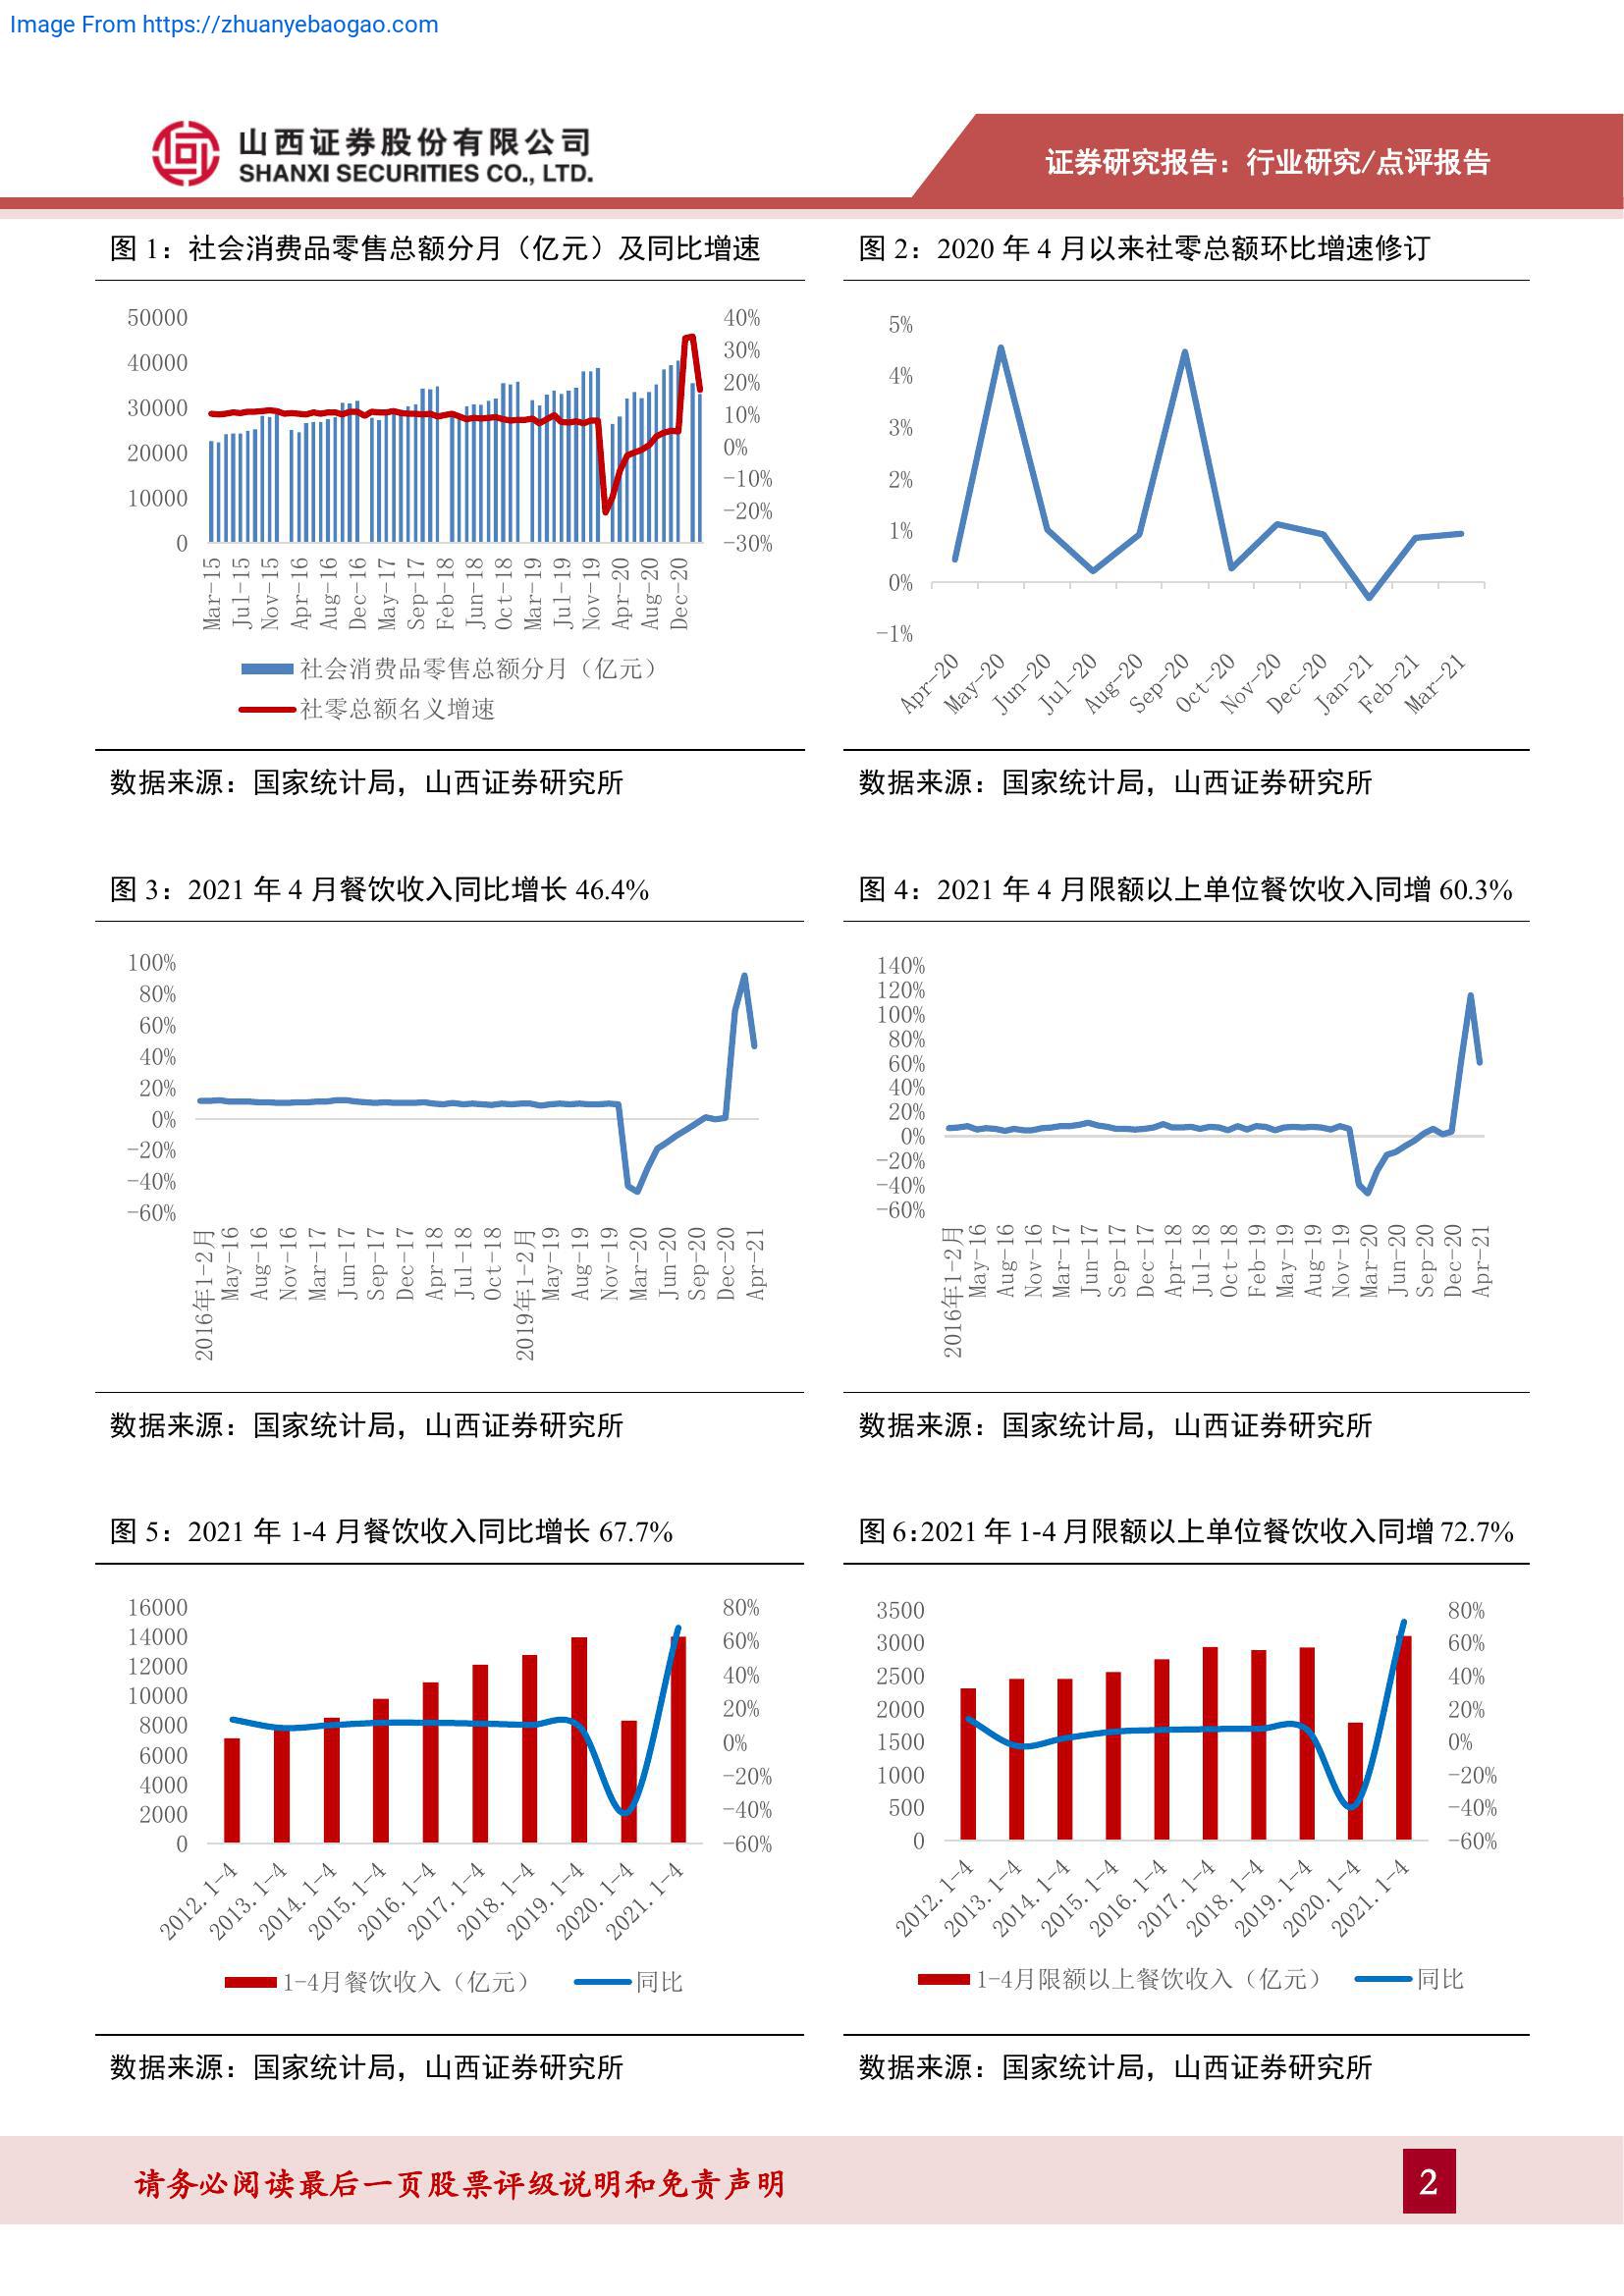 Image From https://zhuanyebaogao.com
山西证券股份有限公司
SHANXI SECURITIES CO., LTD.
证券研究报告：行业研究/点评报告
图 1：社会消费品零售总额分月（亿元）及同比增速
50000
40000
30000
20000
10000
0
40%
30%
20%
10%
0%
-10%
-20%
-30%
Mar-15
Jul-15
Nov-15
Apr-16
Aug-16
Dec-16
May-17
Sep-17
Feb-18
Jun-18
Oct-18
Mar-19
Jul-19
Nov-19
Apr-20
Aug-20
Dec-20
社会消费品零售总额分月（亿元）
社零总额名义增速
数据来源：国家统计局，山西证券研究所
图 2：2020 年 4 月以来社零总额环比增速修订
5%
4%
3%
2%
1%
0%
-1%
Apr-20
May-20
Jun-20
Jul-20
Aug-20
Sep-20
Oct-20
Nov-20
Dec-20
Jan-21
Feb-21
Mar-21
数据来源：国家统计局，山西证券研究所
图 3：2021 年 4 月餐饮收入同比增长 46.4%
100%
80%
60%
40%
20%
0%
-20%
-40%
-60%
2016年1-2月
May-16
Aug-16
Nov-16
Mar-17
Jun-17
Sep-17
Dec-17
Apr-18
Jul-18
Oct-18
2019年1-2月
May-19
Aug-19
Nov-19
Mar-20
Jun-20
Sep-20
Dec-20
Apr-21
数据来源：国家统计局，山西证券研究所
图 4：2021 年 4 月限额以上单位餐饮收入同增 60.3%
140%
120%
100%
80%
60%
40%
20%
0%
-20%
-40%
-60%
2016年1-2月
May-16
Aug-16
Nov-16
Mar-17
Jun-17
Sep-17
Dec-17
Apr-18
Jul-18
Oct-18
Feb-19
May-19
Aug-19
Nov-19
Mar-20
Jun-20
Sep-20
Dec-20
Apr-21
数据来源：国家统计局，山西证券研究所
图 5：2021 年 1-4 月餐饮收入同比增长 67.7%
16000
14000
12000
10000
8000
6000
4000
2000
0
80%
60%
40%
20%
0%
-20%
-40%
-60%
2012.1-4
2013.1-4
2014.1-4
2015.1-4
2016.1-4
2017.1-4
2018.1-4
2019.1-4
2020.1-4
2021.1-4
1-4月餐饮收入（亿元）
同比
数据来源：国家统计局，山西证券研究所
图 6：2021 年 1-4 月限额以上单位餐饮收入同增 72.7%
3500
3000
2500
2000
1500
1000
500
0
80%
60%
40%
20%
0%
-20%
-40%
-60%
2012.1-4
2013.1-4
2014.1-4
2015.1-4
2016.1-4
2017.1-4
2018.1-4
2019.1-4
2020.1-4
2021.1-4
1-4月限额以上餐饮收入（亿元）
同比
数据来源：国家统计局，山西证券研究所
请务必阅读最后一页股票评级说明和免责声明
2